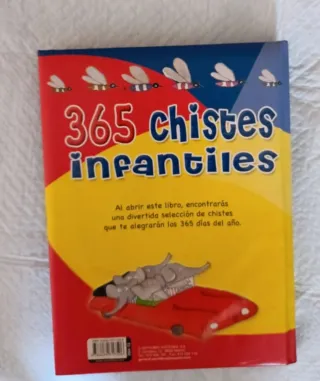 365 chistes
infantiles
Al abrir este libro, encontrarás
una divertida selección de chistes
que te alegrarán los 365 días del año.